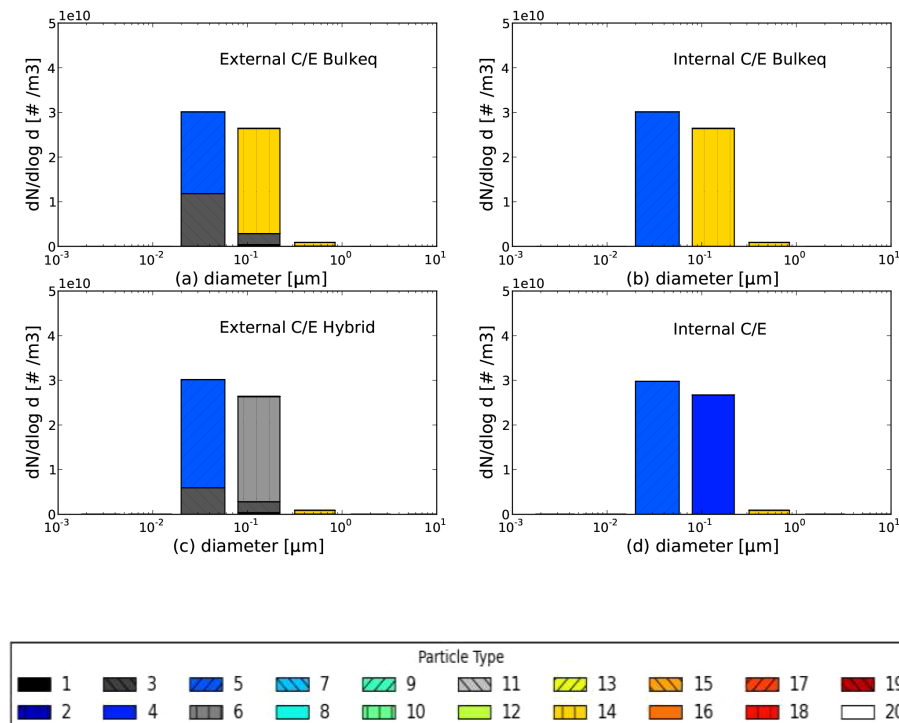 1e10
5
4
3
2
1
0
dN/dlog d [# /m3]
External C/E Bulkeq
10-3 10-2 10-1 100 101
(a) diameter [μm]
1e10
5
4
3
2
1
0
dN/dlog d [# /m3]
Internal C/E Bulkeq
10-3 10-2 10-1 100 101
(b) diameter [μm]
1e10
5
4
3
2
1
0
dN/dlog d [# /m3]
External C/E Hybrid
10-3 10-2 10-1 100 101
(c) diameter [μm]
1e10
5
4
3
2
1
0
dN/dlog d [# /m3]
Internal C/E
10-3 10-2 10-1 100 101
(d) diameter [μm]
Particle Type
1 3 5 7 9 11 13 15 17 19
2 4 6 8 10 12 14 16 18 20